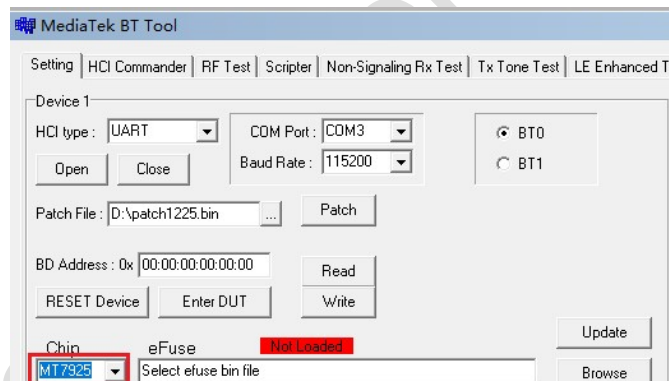 MediaTek BT Tool
Setting HCI Commander RF Test Scripter Non-Signaling Rx Test Tx Tone Test LE Enhanced T
Device 1
HCI type : UART COM Port : COM3 BT0
Open Close Baud Rate : 115200 BT1
Patch File : D:\patch1225.bin ... Patch
BD Address : 0x 00:00:00:00:00:00 Read
RESET Device Enter DUT Write
Chip eFuse Not Loaded Update
MT7925 Select efuse bin file Browse